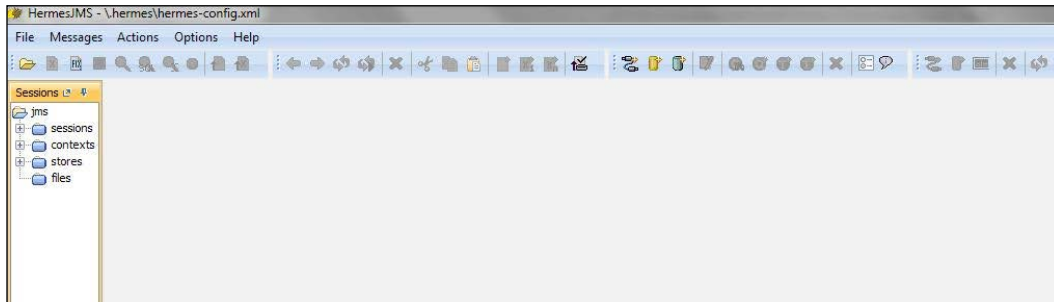 HermesJMS - \.hermes\hermes-config.xml
File Messages Actions Options Help
Sessions
jms
sessions
contexts
stores
files